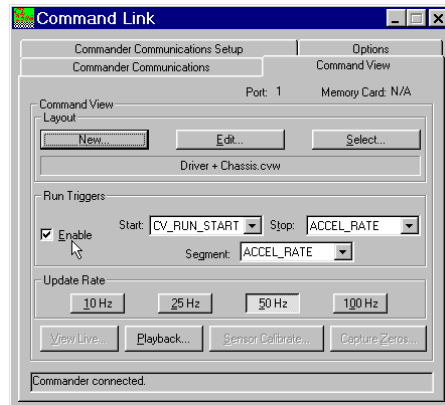 Command Link
Commander Communications Setup
Options
Commander Communications
Command View
Port: 1
Memory Card: N/A
Command View
Layout
New...
Edit...
Select...
Driver + Chassis.cvw
Run Triggers
Enable
Start: CV_RUN_START
Stop: ACCEL_RATE
Segment: ACCEL_RATE
Update Rate
10 Hz
25 Hz
50 Hz
100 Hz
View Live...
Playback...
Sensor Calibrate...
Capture Zeros...
Commander connected.